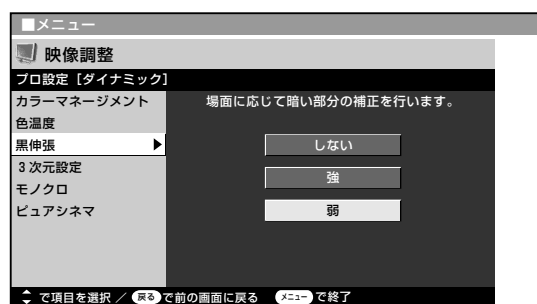 ■メニュー
映像調整
プロ設定［ダイナミック］
カラーマネージメント
色温度
黒伸張
３次元設定
モノクロ
ピュアシネマ
場面に応じて暗い部分の補正を行います。
しない
強
弱
で項目を選択 ／ 戻る で前の画面に戻る メニュー で終了